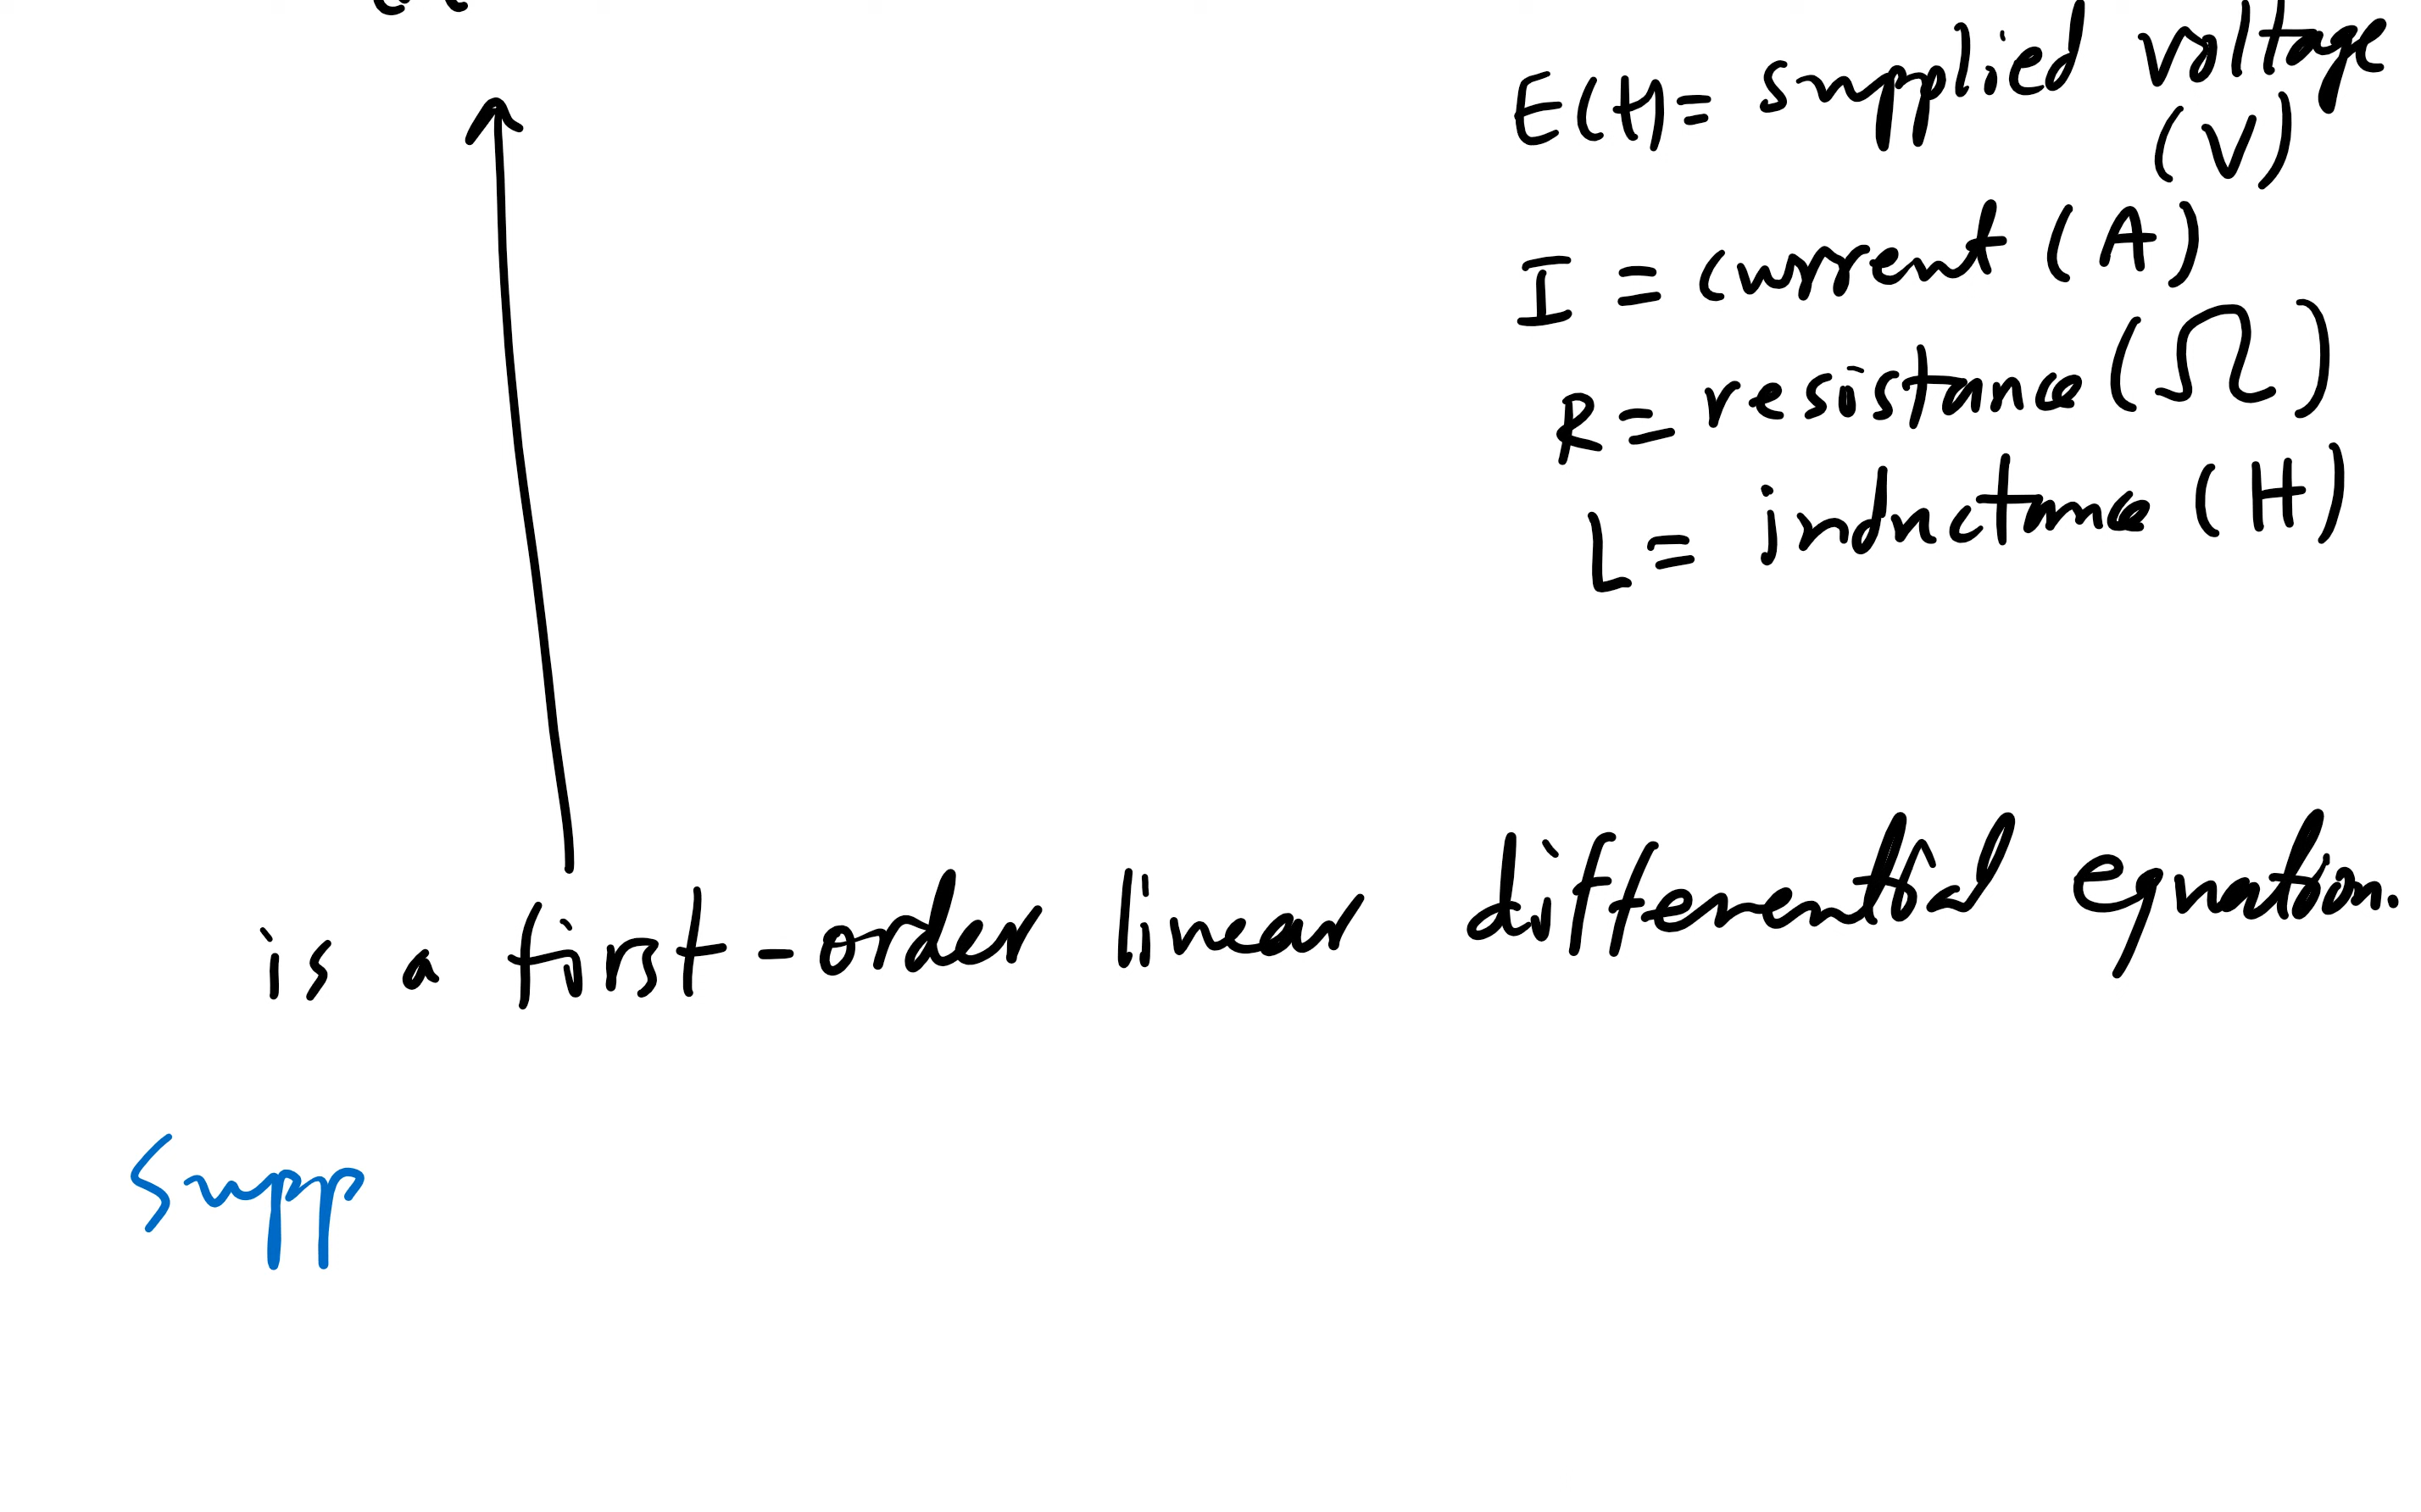 E(t) = supplied voltage
(V)
I = current (A)
R = resistance (Ω)
L = inductance (H)
is a first-order linear differential equation.
Supp